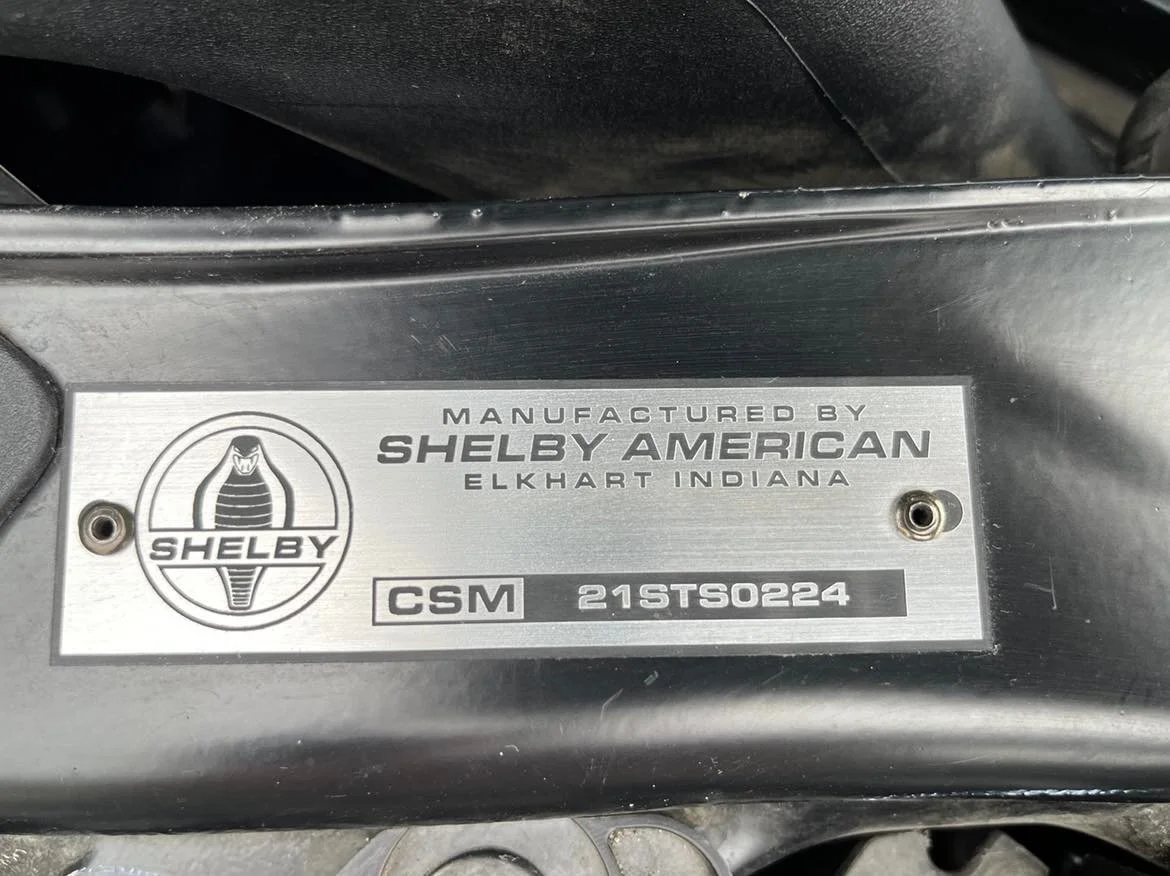 MANUFACTURED BY
SHELBY AMERICAN
ELKHART INDIANA
SHELBY
CSM 21STS0224